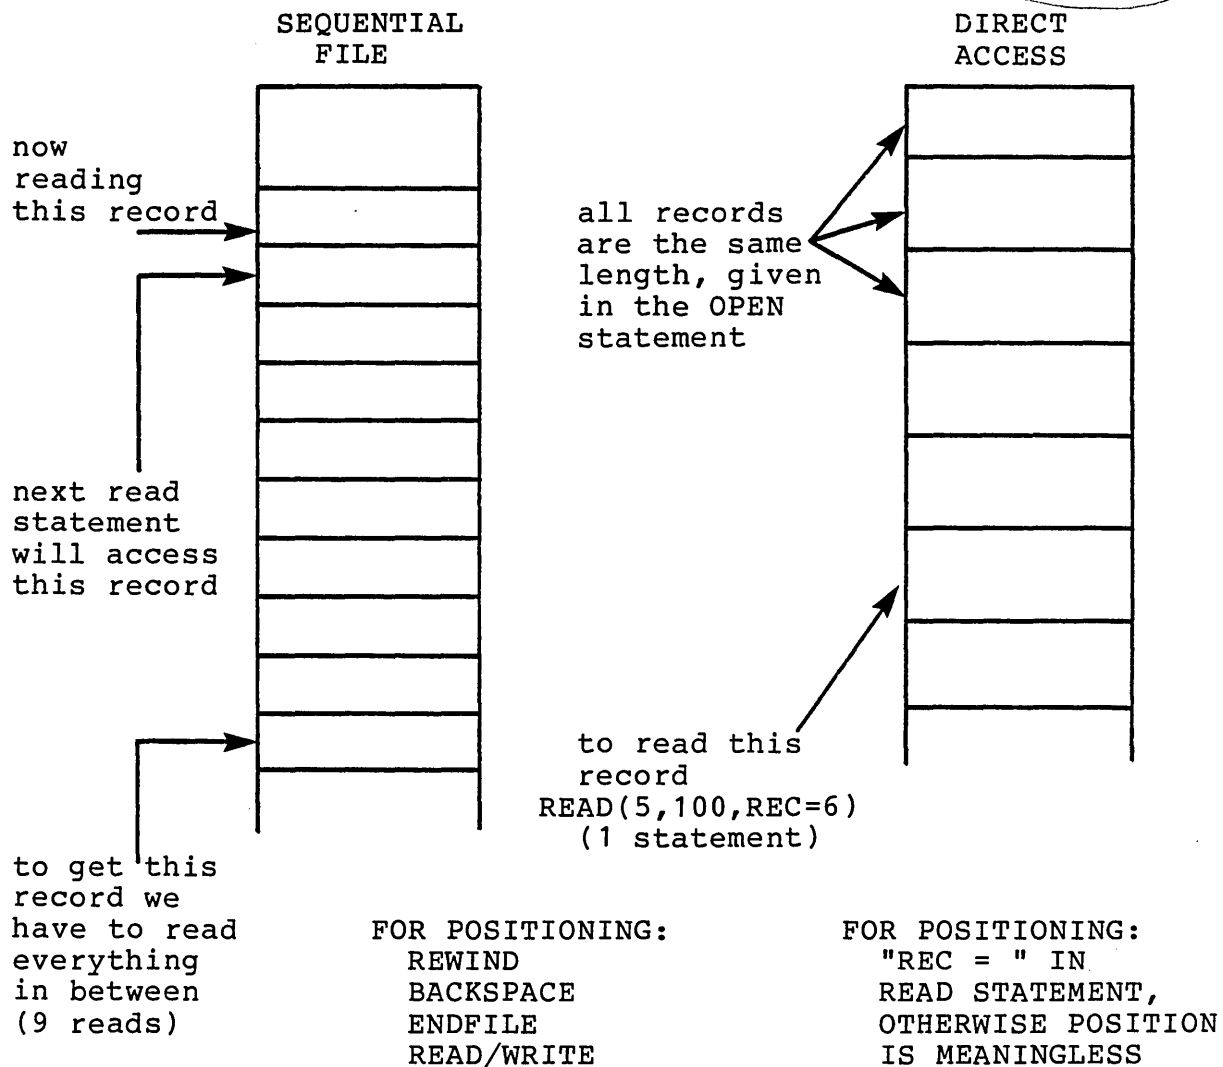 SEQUENTIAL
FILE
now
reading
this record
next read
statement
will access
this record
to get this
record we
have to read
everything
in between
(9 reads)
FOR POSITIONING:
REWIND
BACKSPACE
ENDFILE
READ/WRITE
DIRECT
ACCESS
all records
are the same
length, given
in the OPEN
statement
to read this
record
READ(5,100,REC=6)
(1 statement)
FOR POSITIONING:
"REC = " IN
READ STATEMENT,
OTHERWISE POSITION
IS MEANINGLESS